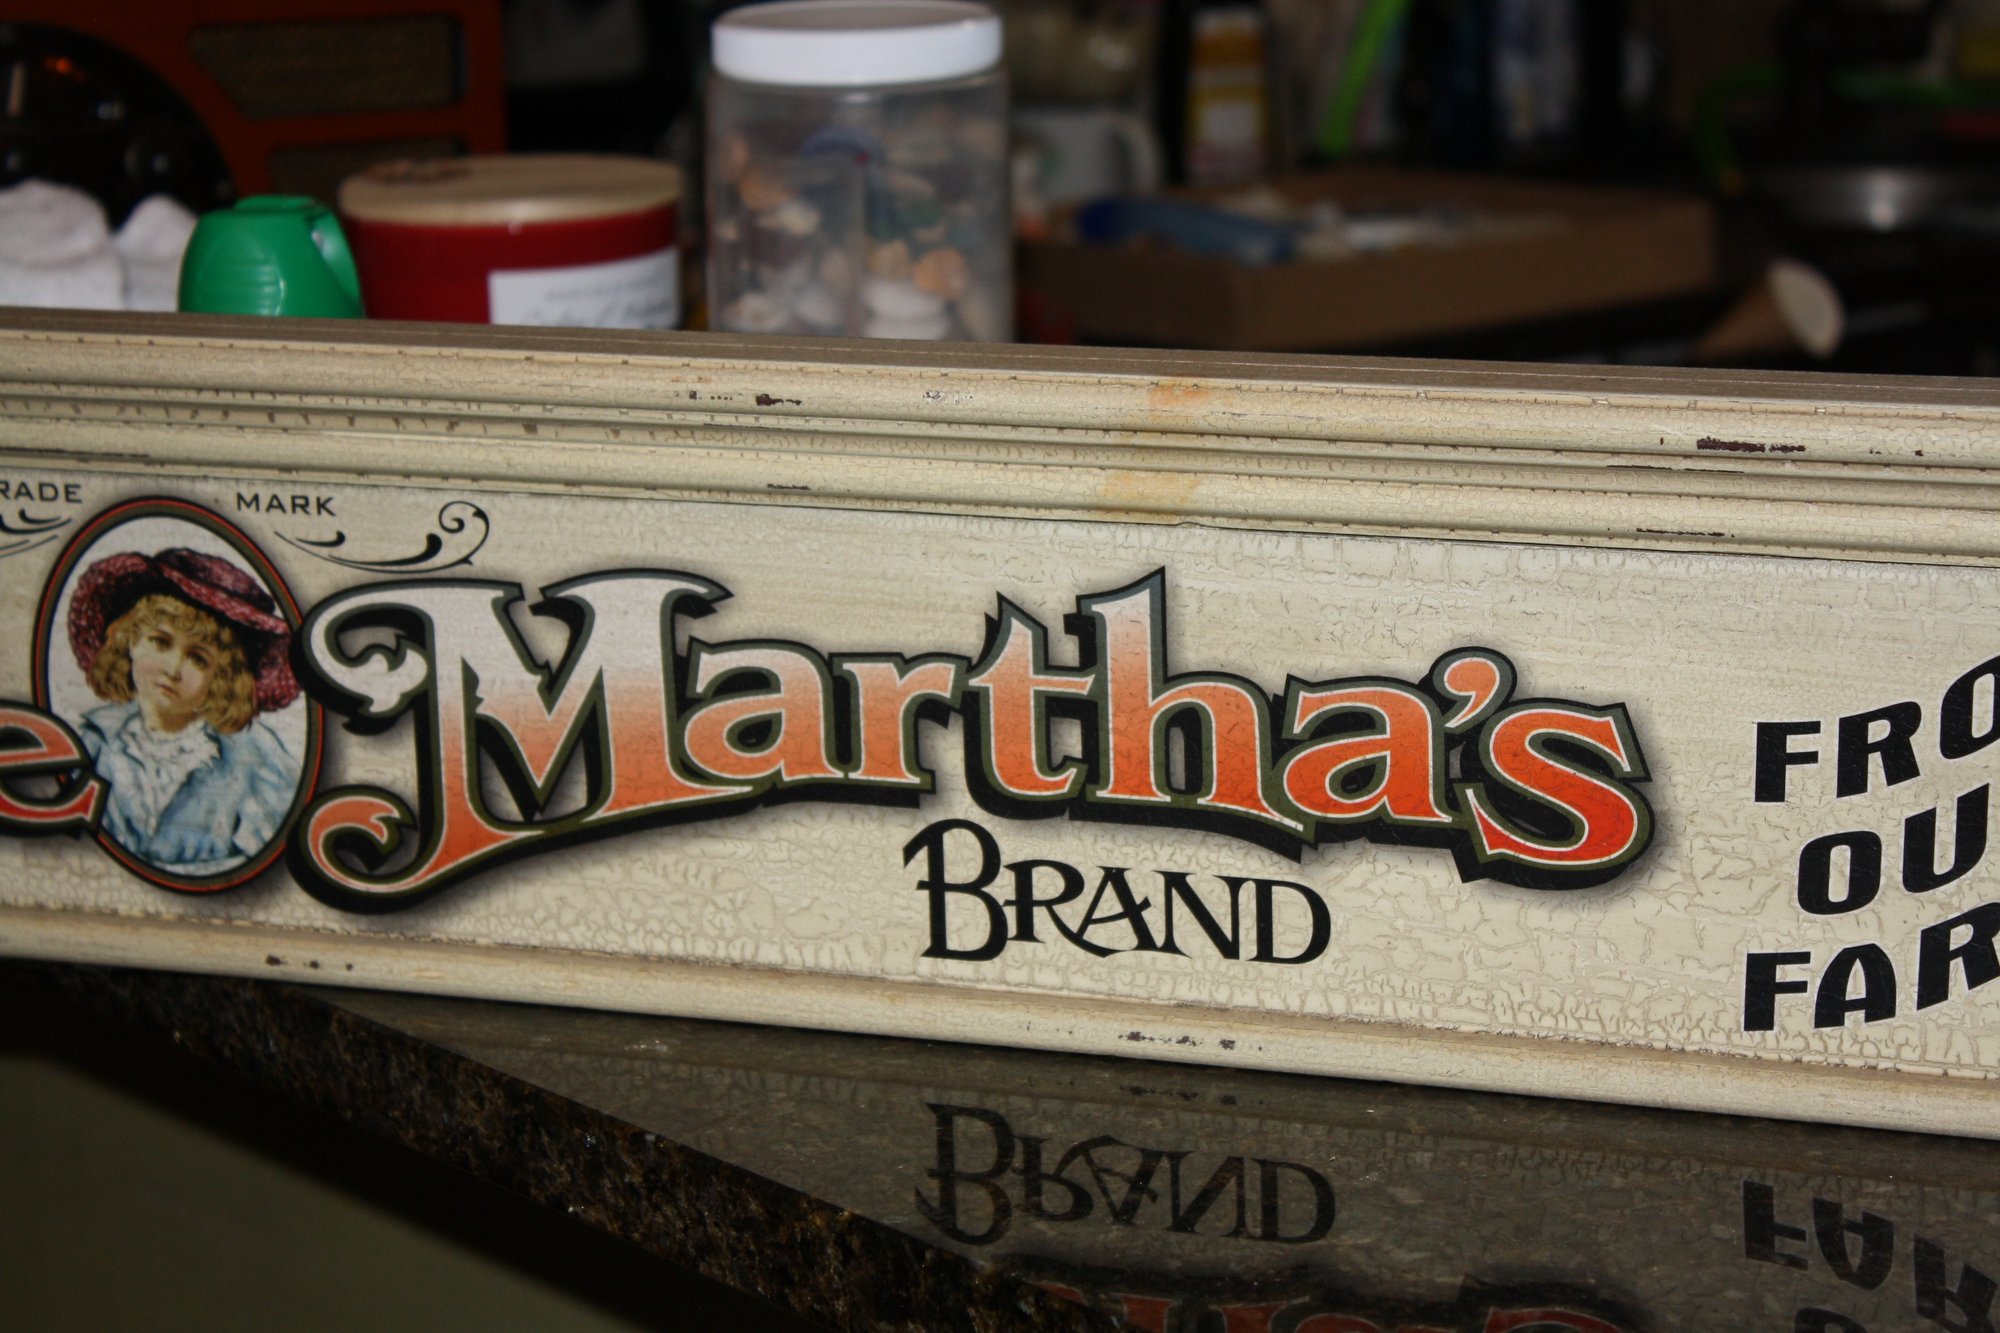 RADE MARK
e Martha's
BRAND
FRO
OU
FAR